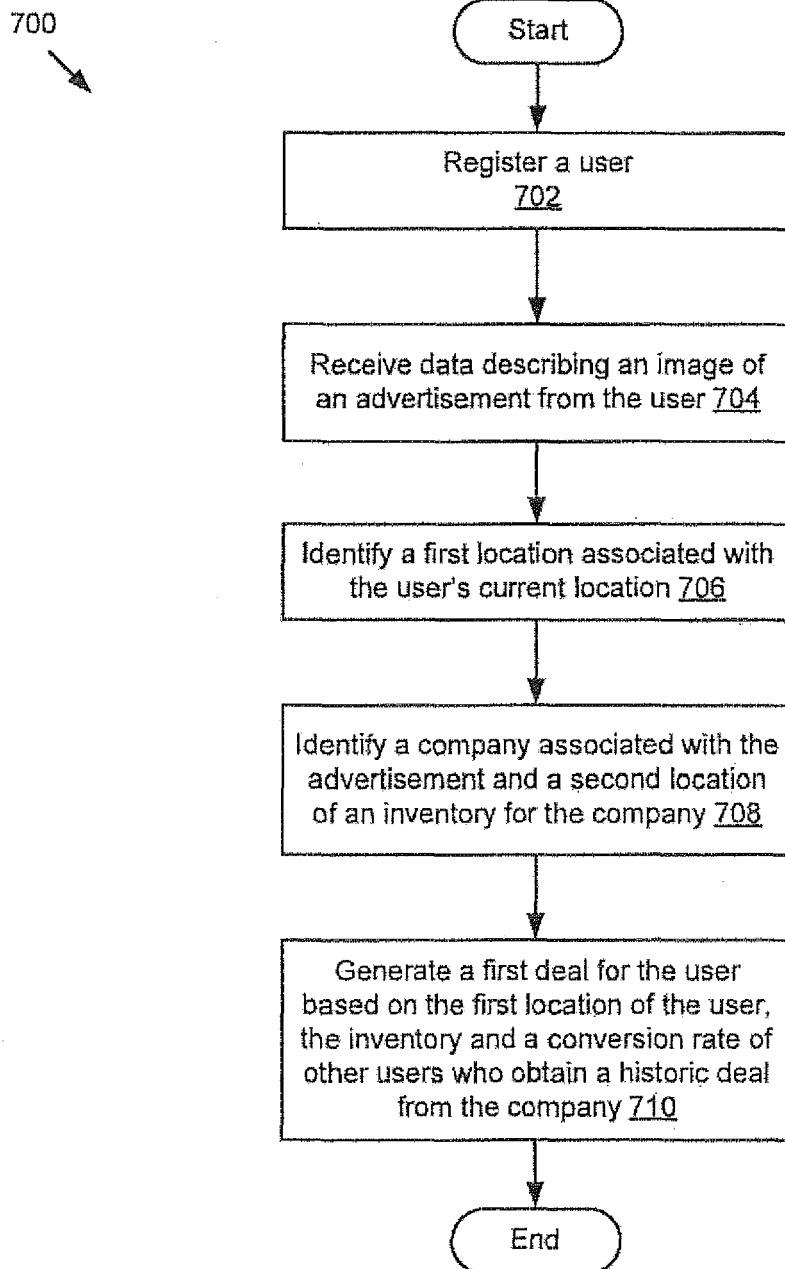 700
Start
Register a user
702
Receive data describing an image of
an advertisement from the user 704
Identify a first location associated with
the user's current location 706
Identify a company associated with the
advertisement and a second location
of an inventory for the company 708
Generate a first deal for the user
based on the first location of the user,
the inventory and a conversion rate of
other users who obtain a historic deal
from the company 710
End